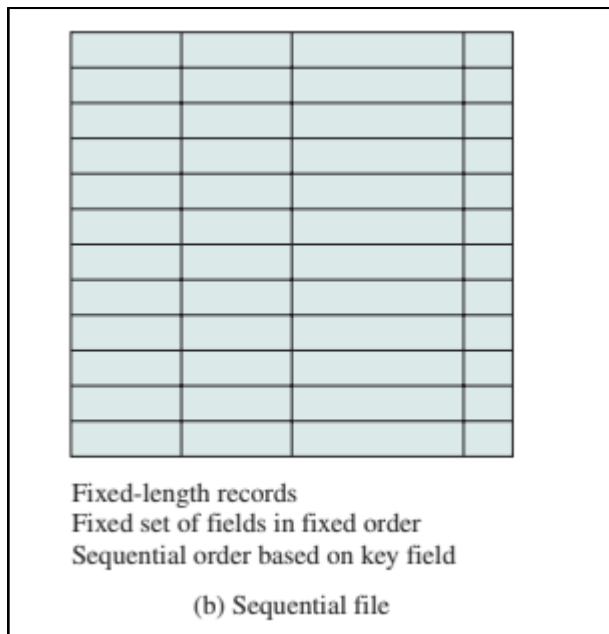 Fixed-length records
Fixed set of fields in fixed order
Sequential order based on key field
(b) Sequential file